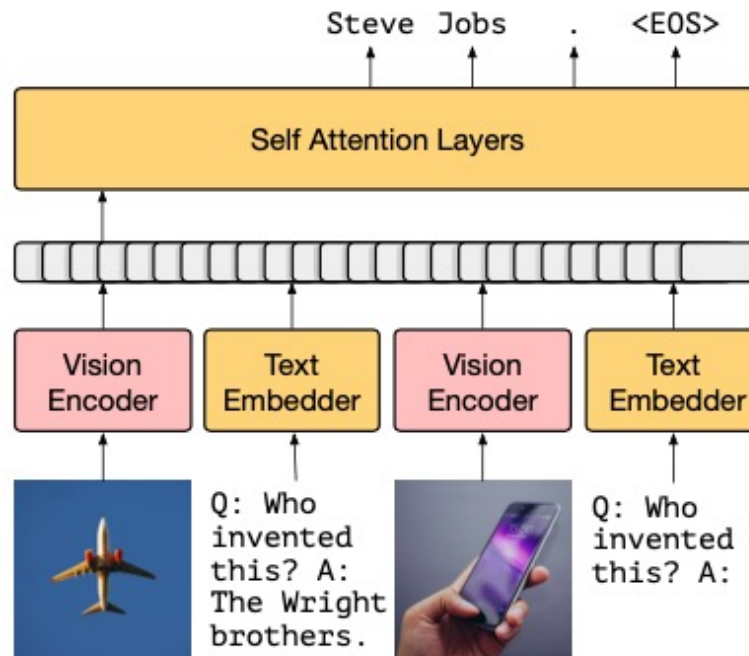 Steve Jobs . <EOS>
Self Attention Layers
Vision
Encoder
Text
Embedder
Vision
Encoder
Text
Embedder
Q: Who
invented
this? A:
The Wright
brothers.
Q: Who
invented
this? A: